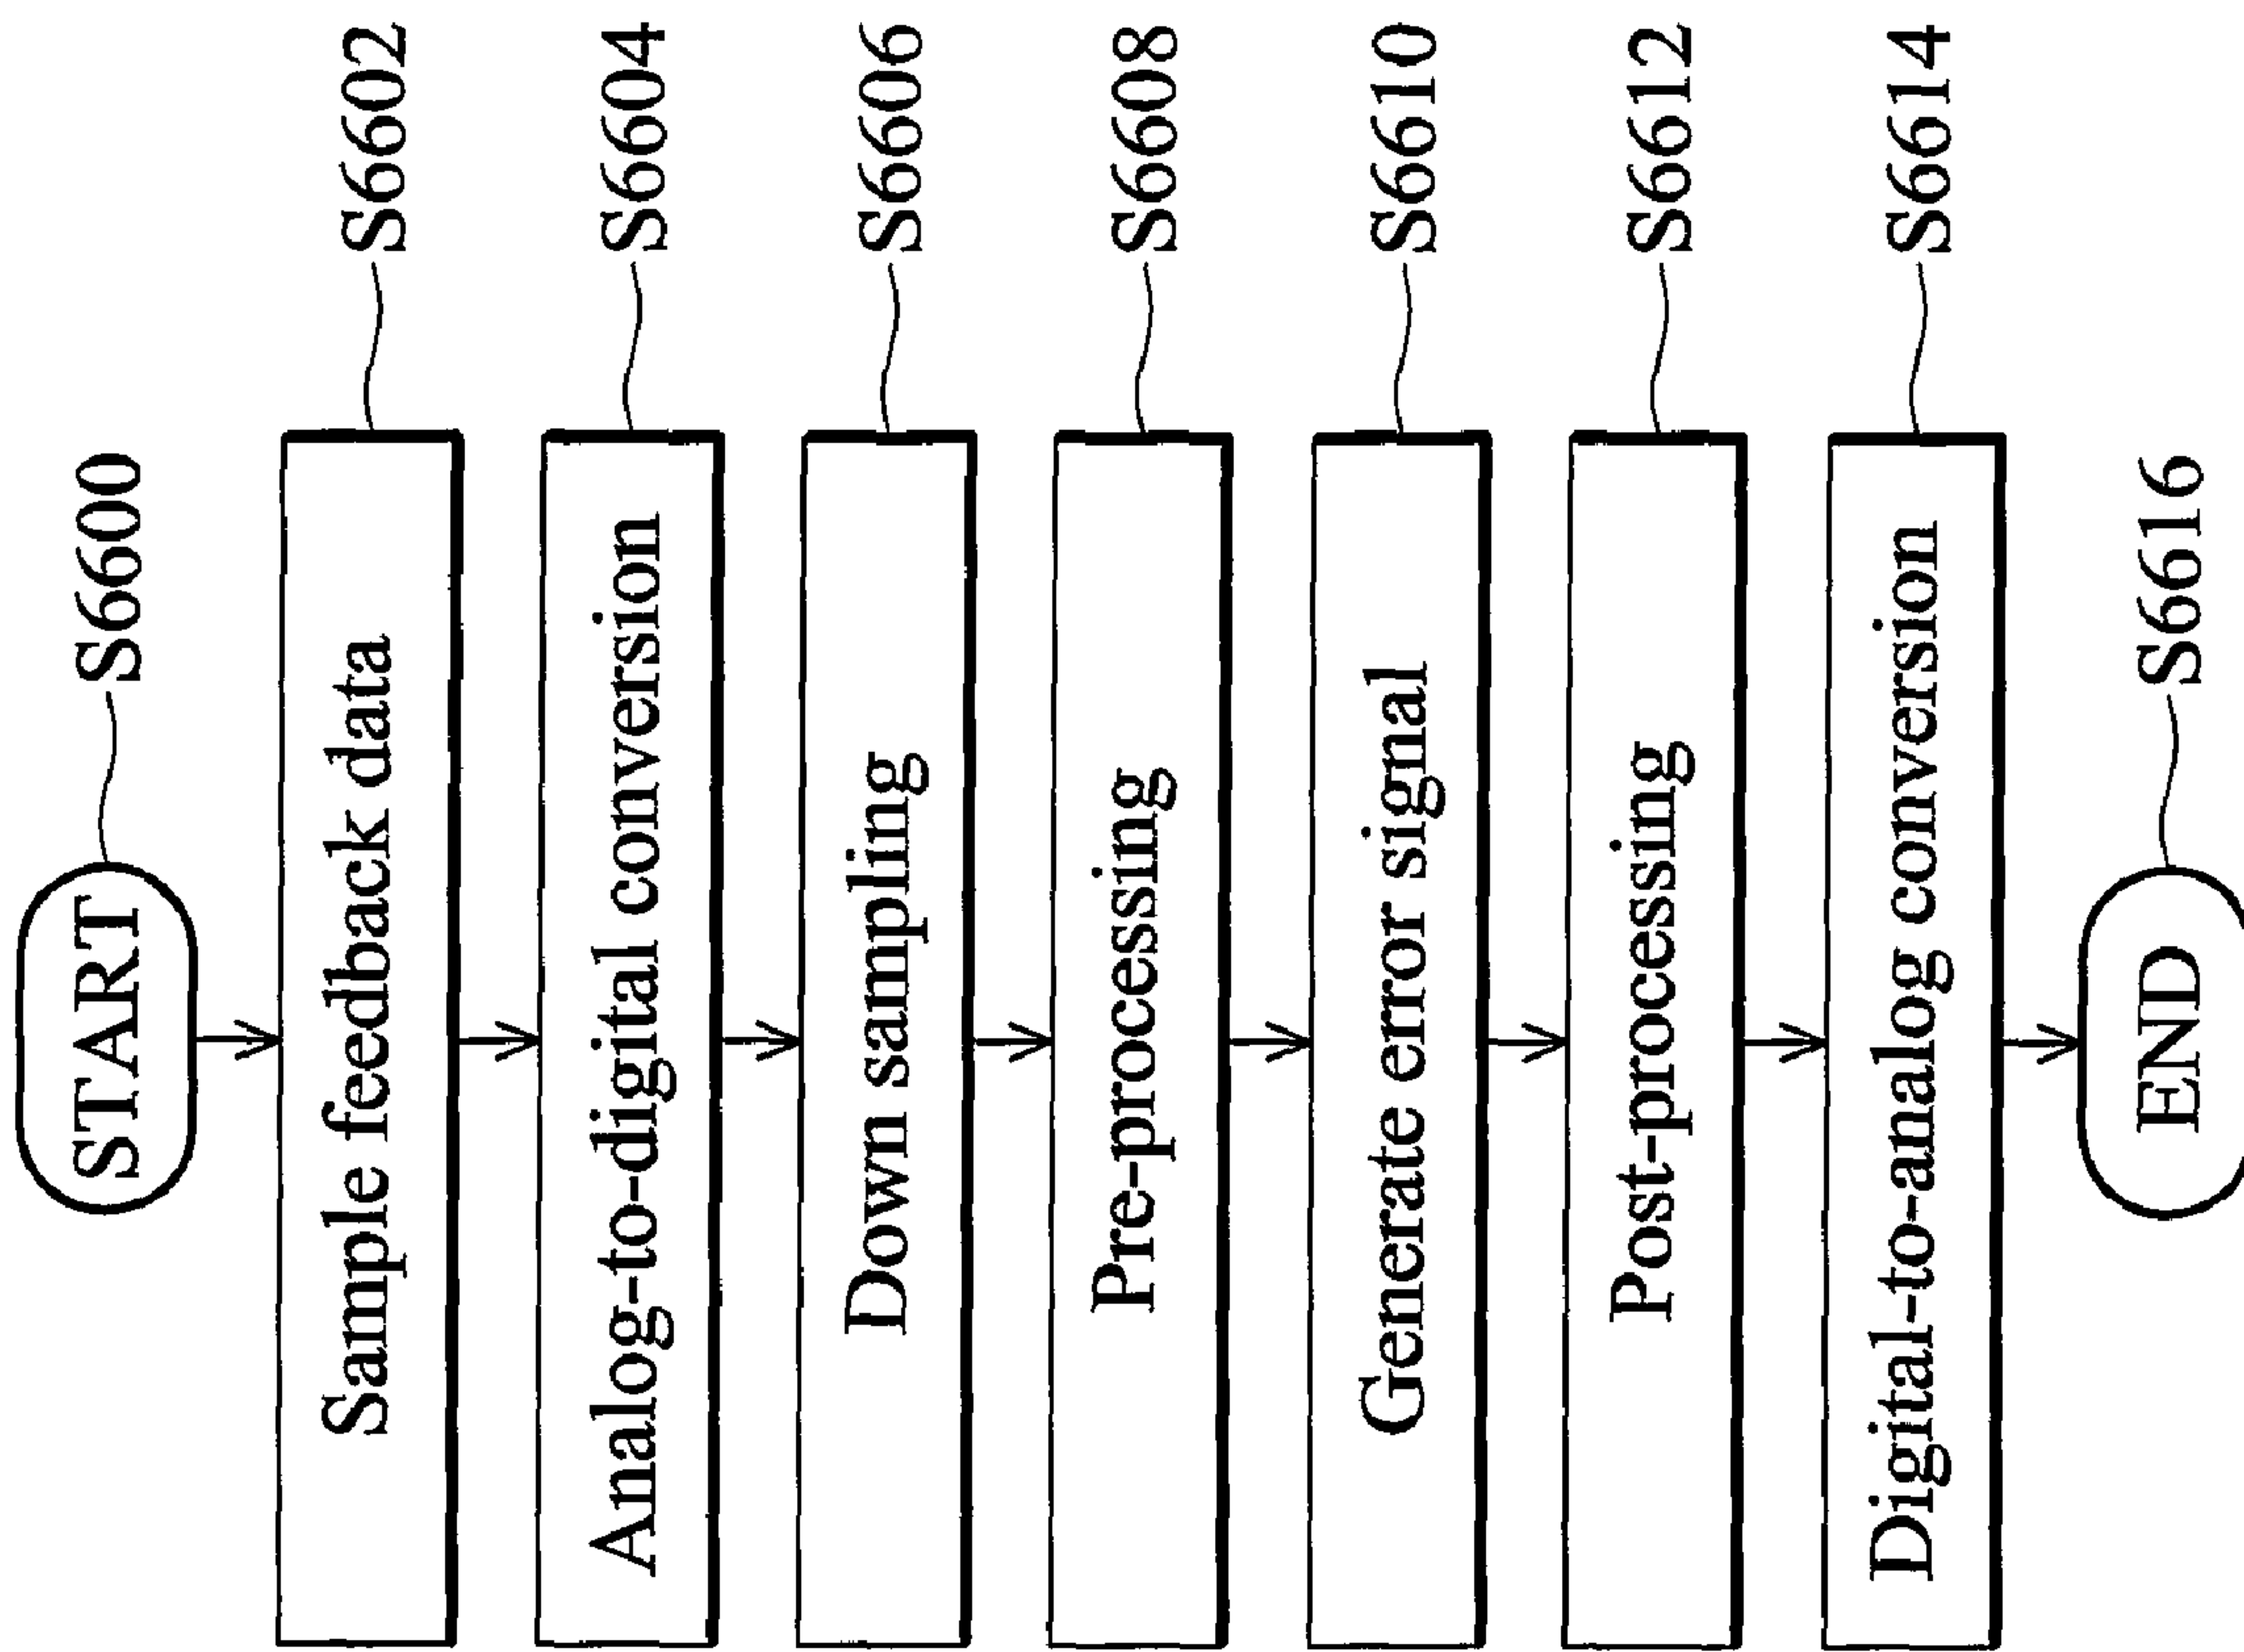 START
S6600
Sample feedback data
S6602
Analog-to-digital conversion
S6604
Down sampling
S6606
Pre-processing
S6608
Generate error signal
S6610
Post-processing
S6612
Digital-to-analog conversion
S6614
END
S6616